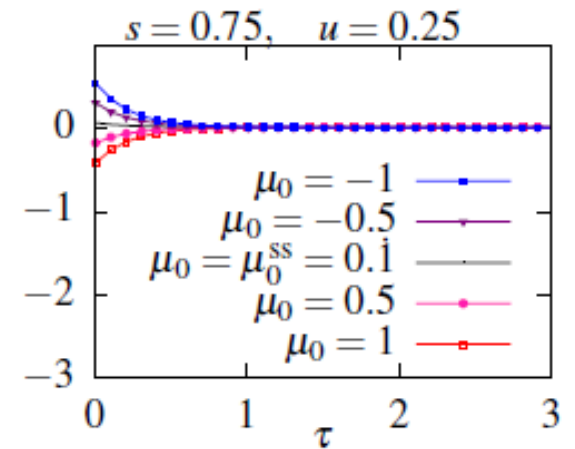 s = 0.75, u = 0.25
0
−1
−2
−3
μ₀ = −1
μ₀ = −0.5
μ₀ = μ₀ˢˢ = 0.1
μ₀ = 0.5
μ₀ = 1
0 1 2 3
τ